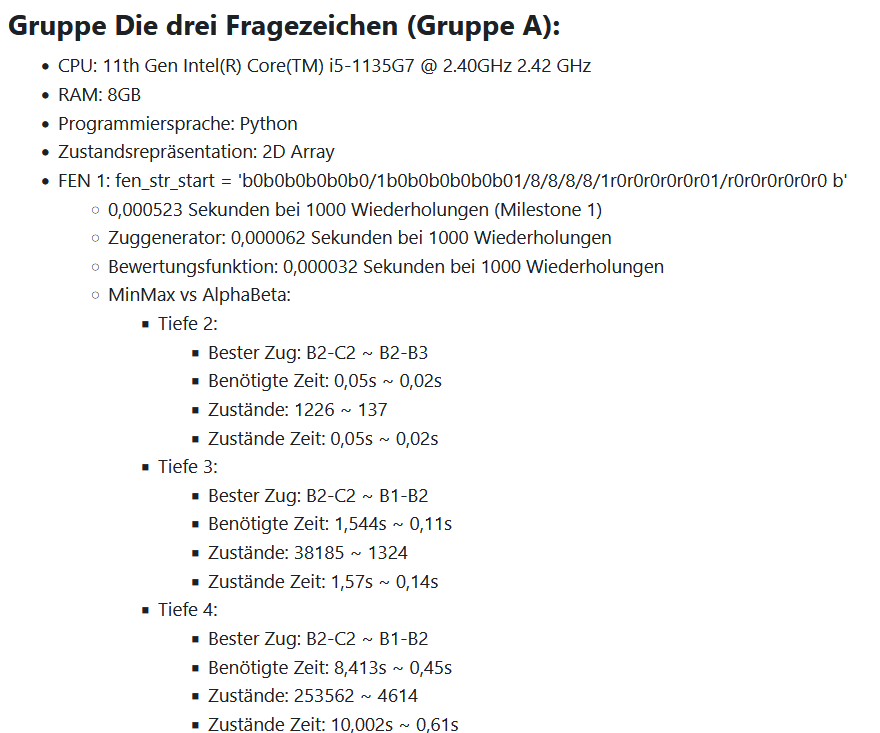 Gruppe Die drei Fragezeichen (Gruppe A):
CPU: 11th Gen Intel(R) Core(TM) i5-1135G7 @ 2.40GHz 2.42 GHz
RAM: 8GB
Programmiersprache: Python
Zustandsrepräsentation: 2D Array
FEN 1: fen_str_start = 'b0b0b0b0b0b0/1b0b0b0b0b0b01/8/8/8/8/1r0r0r0r0r0r01/r0r0r0r0r0r0 b'
0,000523 Sekunden bei 1000 Wiederholungen (Milestone 1)
Zuggenerator: 0,000062 Sekunden bei 1000 Wiederholungen
Bewertungsfunktion: 0,000032 Sekunden bei 1000 Wiederholungen
MinMax vs AlphaBeta:
Tiefe 2:
Bester Zug: B2-C2 ~ B2-B3
Benötigte Zeit: 0,05s ~ 0,02s
Zustände: 1226 ~ 137
Zustände Zeit: 0,05s ~ 0,02s
Tiefe 3:
Bester Zug: B2-C2 ~ B1-B2
Benötigte Zeit: 1,544s ~ 0,11s
Zustände: 38185 ~ 1324
Zustände Zeit: 1,57s ~ 0,14s
Tiefe 4:
Bester Zug: B2-C2 ~ B1-B2
Benötigte Zeit: 8,413s ~ 0,45s
Zustände: 253562 ~ 4614
Zustände Zeit: 10,002s ~ 0,61s